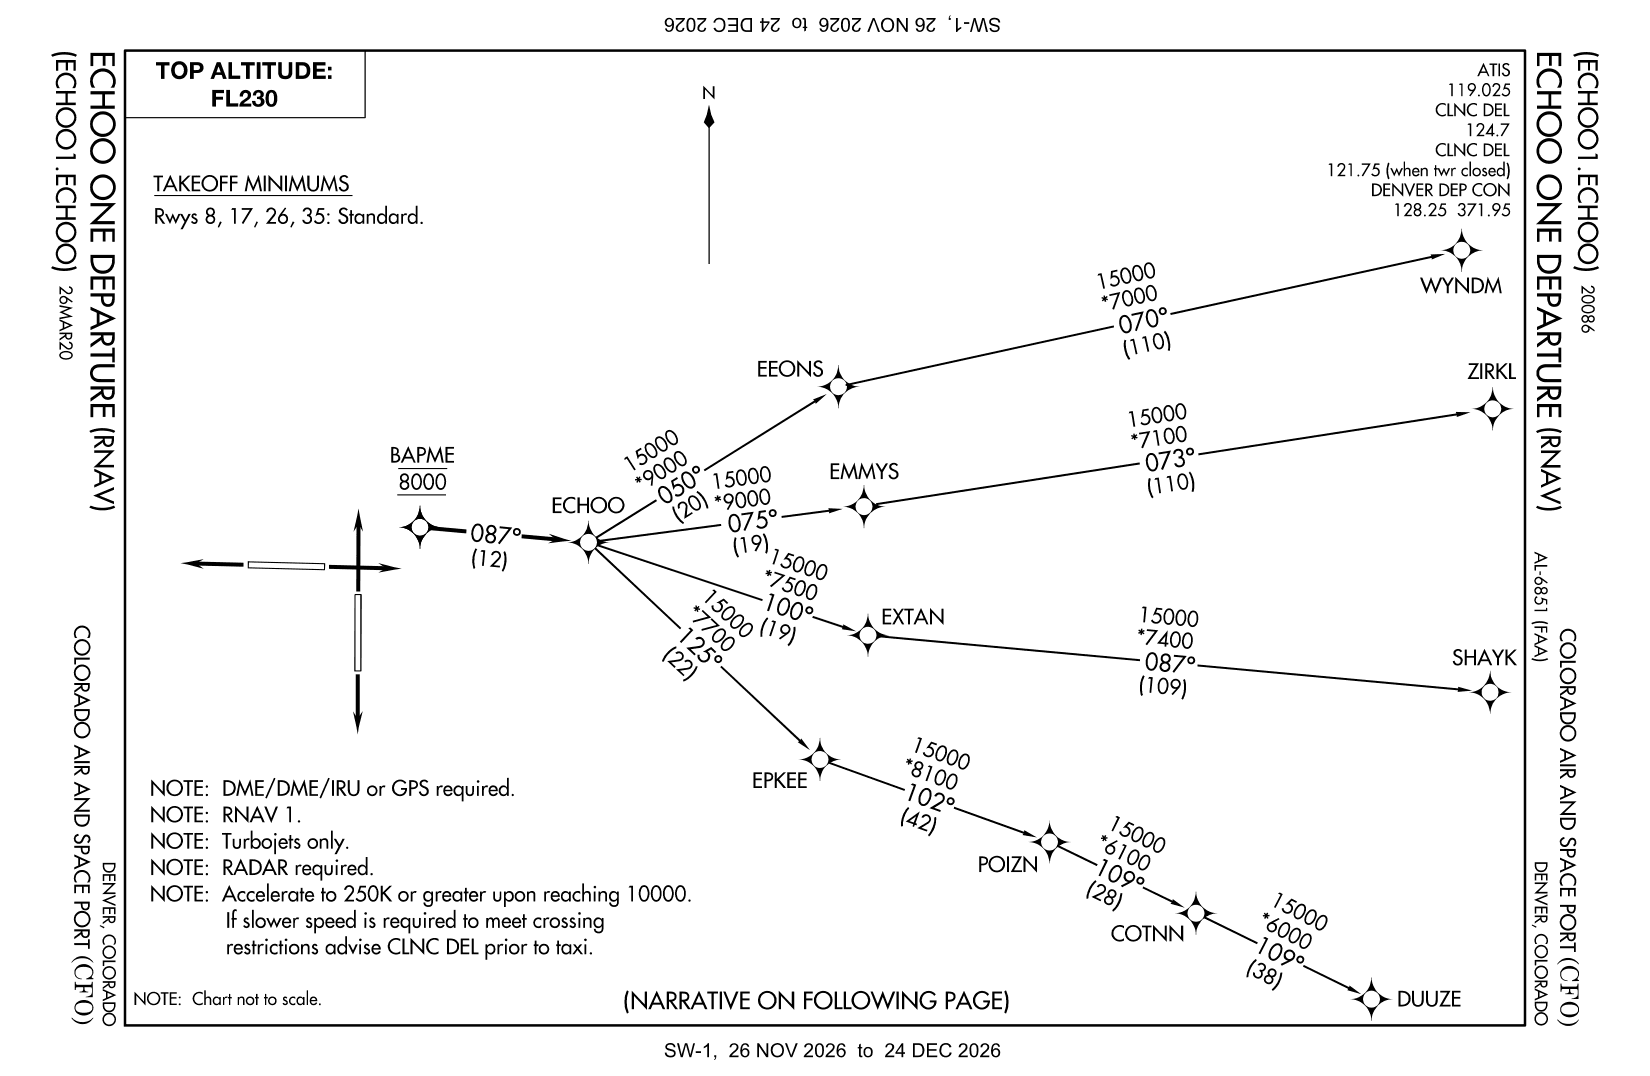 SW-1, 26 NOV 2026 to 24 DEC 2026
(ECHOO1.ECHOO) 26MAR20
ECHOO ONE DEPARTURE (RNAV)
COLORADO AIR AND SPACE PORT (CFO)
DENVER, COLORADO
TOP ALTITUDE:
FL230
TAKEOFF MINIMUMS
Rwys 8, 17, 26, 35: Standard.
N
ATIS
119.025
CLNC DEL
124.7
CLNC DEL
121.75 (when twr closed)
DENVER DEP CON
128.25 371.95
WYNDM
15000
*7000
070°
(110)
EEONS
ZIRKL
15000
*7100
073°
(110)
EMMYS
15000
*9000
050°
(20)
15000
*9000
075°
(19)
BAPME
8000
ECHOO
087°
(12)
15000
*7500
100°
(19)
EXTAN
15000
*7700
125°
(22)
15000
*7400
087°
(109)
SHAYK
EPKEE
15000
*8100
102°
(42)
POIZN
15000
*6100
109°
(28)
COTNN
15000
*6000
109°
(38)
DUUZE
NOTE: DME/DME/IRU or GPS required.
NOTE: RNAV 1.
NOTE: Turbojets only.
NOTE: RADAR required.
NOTE: Accelerate to 250K or greater upon reaching 10000.
If slower speed is required to meet crossing
restrictions advise CLNC DEL prior to taxi.
NOTE: Chart not to scale.
(NARRATIVE ON FOLLOWING PAGE)
ECHOO ONE DEPARTURE (RNAV)
(ECHOO1.ECHOO) 20086
AL-6851 (FAA)
COLORADO AIR AND SPACE PORT (CFO)
DENVER, COLORADO
SW-1, 26 NOV 2026 to 24 DEC 2026